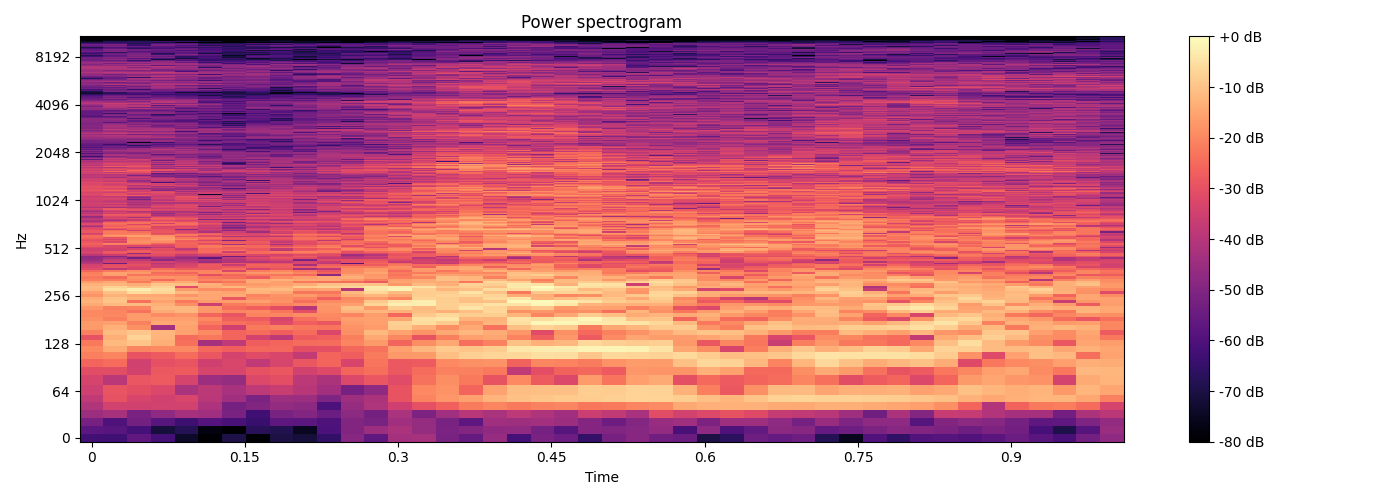 Power spectrogram
Hz
8192
4096
2048
1024
512
256
128
64
0
0 0.15 0.3 0.45 0.6 0.75 0.9
Time
+0 dB
-10 dB
-20 dB
-30 dB
-40 dB
-50 dB
-60 dB
-70 dB
-80 dB